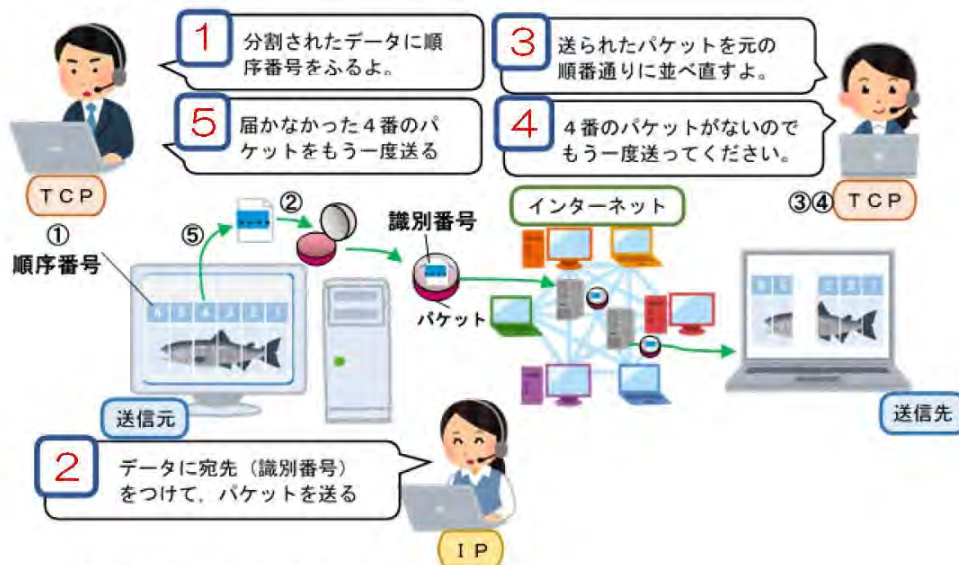 1
分割されたデータに順
序番号をふるよ。
3
送られたパケットを元の
順番通りに並べ直すよ。
5
届かなかった4番のパ
ケットをもう一度送る
4
4番のパケットがないので
もう一度送ってください。
TCP
③④ TCP
①
順序番号
⑤
②
識別番号
パケット
インターネット
6 5 4 3 2 1
送信元
送信先
2
データに宛先(識別番号)
をつけて,パケットを送る
IP